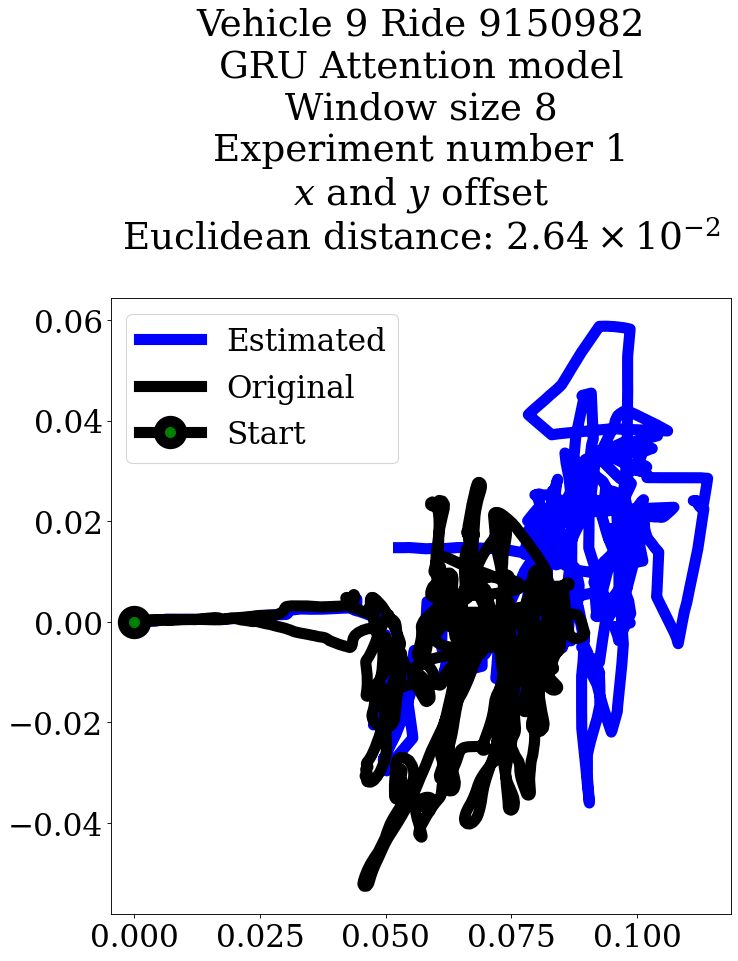 Vehicle 9 Ride 9150982
GRU Attention model
Window size 8
Experiment number 1
x and y offset
Euclidean distance: 2.64 × 10⁻²
0.06
Estimated
Original
0.04
Start
0.02
0.00
−0.02
−0.04
0.000 0.025 0.050 0.075 0.100